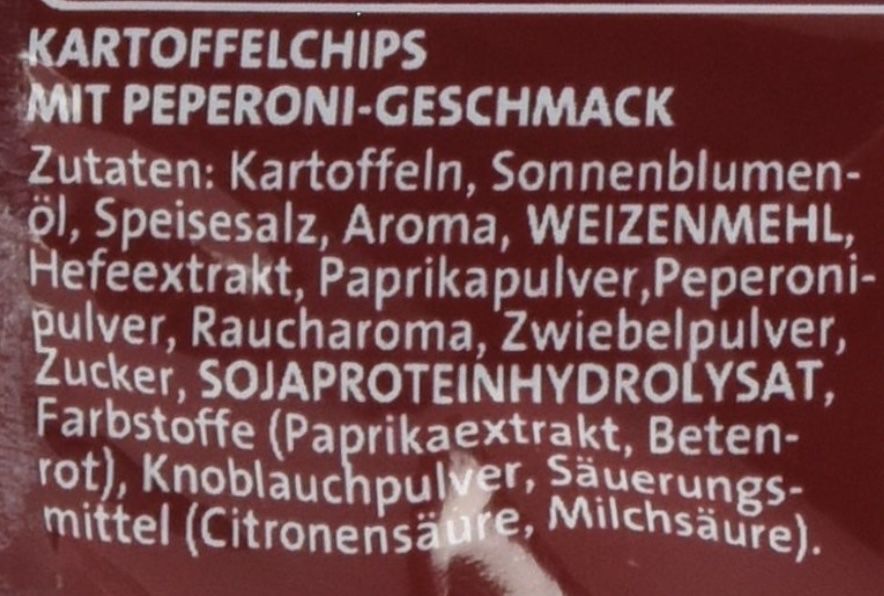 KARTOFFELCHIPS
MIT PEPERONI-GESCHMACK
Zutaten: Kartoffeln, Sonnenblumen-
öl, Speisesalz, Aroma, WEIZENMEHL,
Hefeextrakt, Paprikapulver,Peperoni-
pulver, Raucharoma, Zwiebelpulver,
Zucker, SOJAPROTEINHYDROLYSAT,
Farbstoffe (Paprikaextrakt, Beten-
rot), Knoblauchpulver, Säuerungs-
mittel (Citronensäure, Milchsäure).